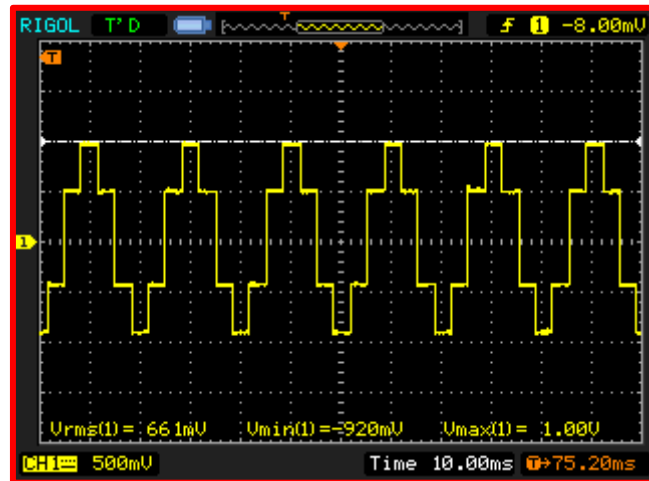 RIGOL T'D T f 1 -8.00mV
T
1
Vrms(1)= 661mV Vmin(1)=-920mV Vmax(1)= 1.00V
CH1 500mV Time 10.00ms T→75.20ms